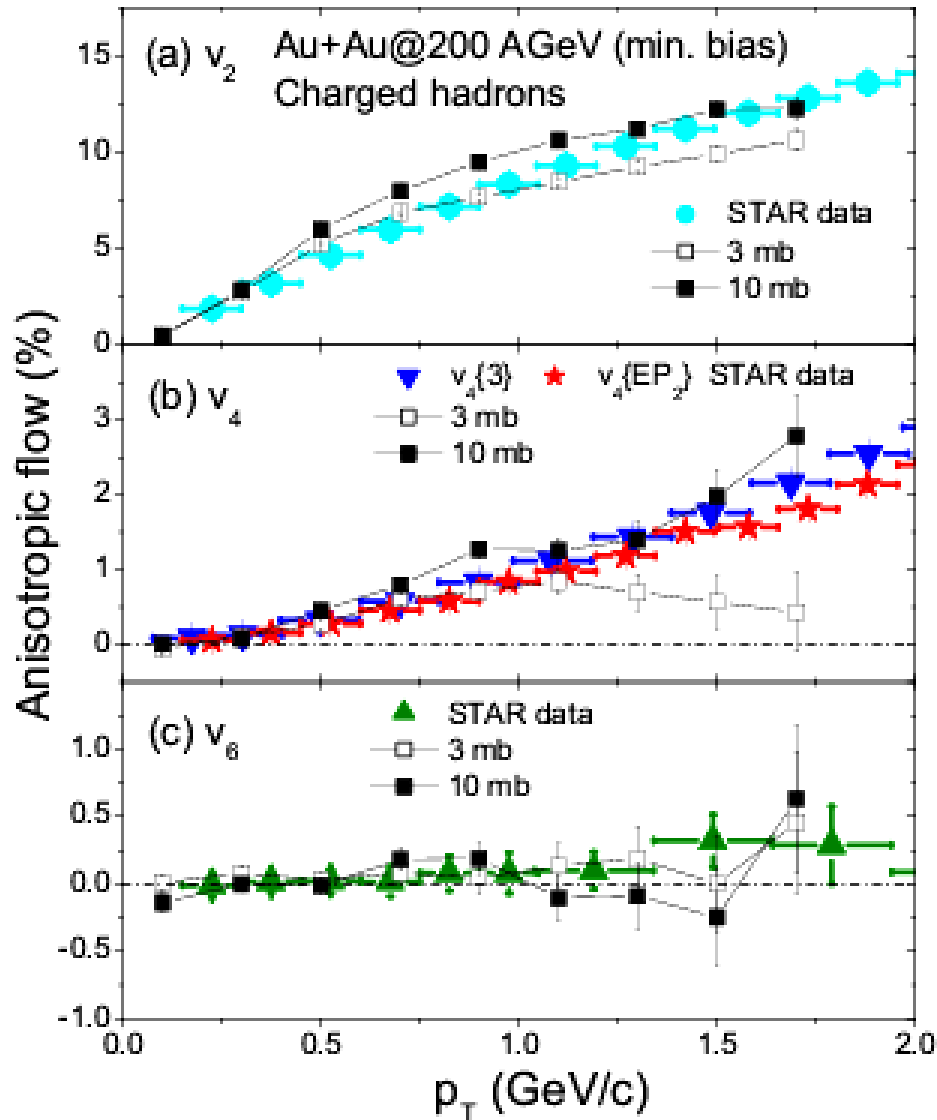 (a) v₂ Au+Au@200 AGeV (min. bias)
Charged hadrons
STAR data
3 mb
10 mb
15
10
5
0
(b) v₄
v₄{3} v₄{EP₂} STAR data
3 mb
10 mb
3
2
1
0
(c) v₆
STAR data
3 mb
10 mb
1.0
0.5
0.0
-0.5
-1.0
0.0 0.5 1.0 1.5 2.0
Anisotropic flow (%)
p_T (GeV/c)